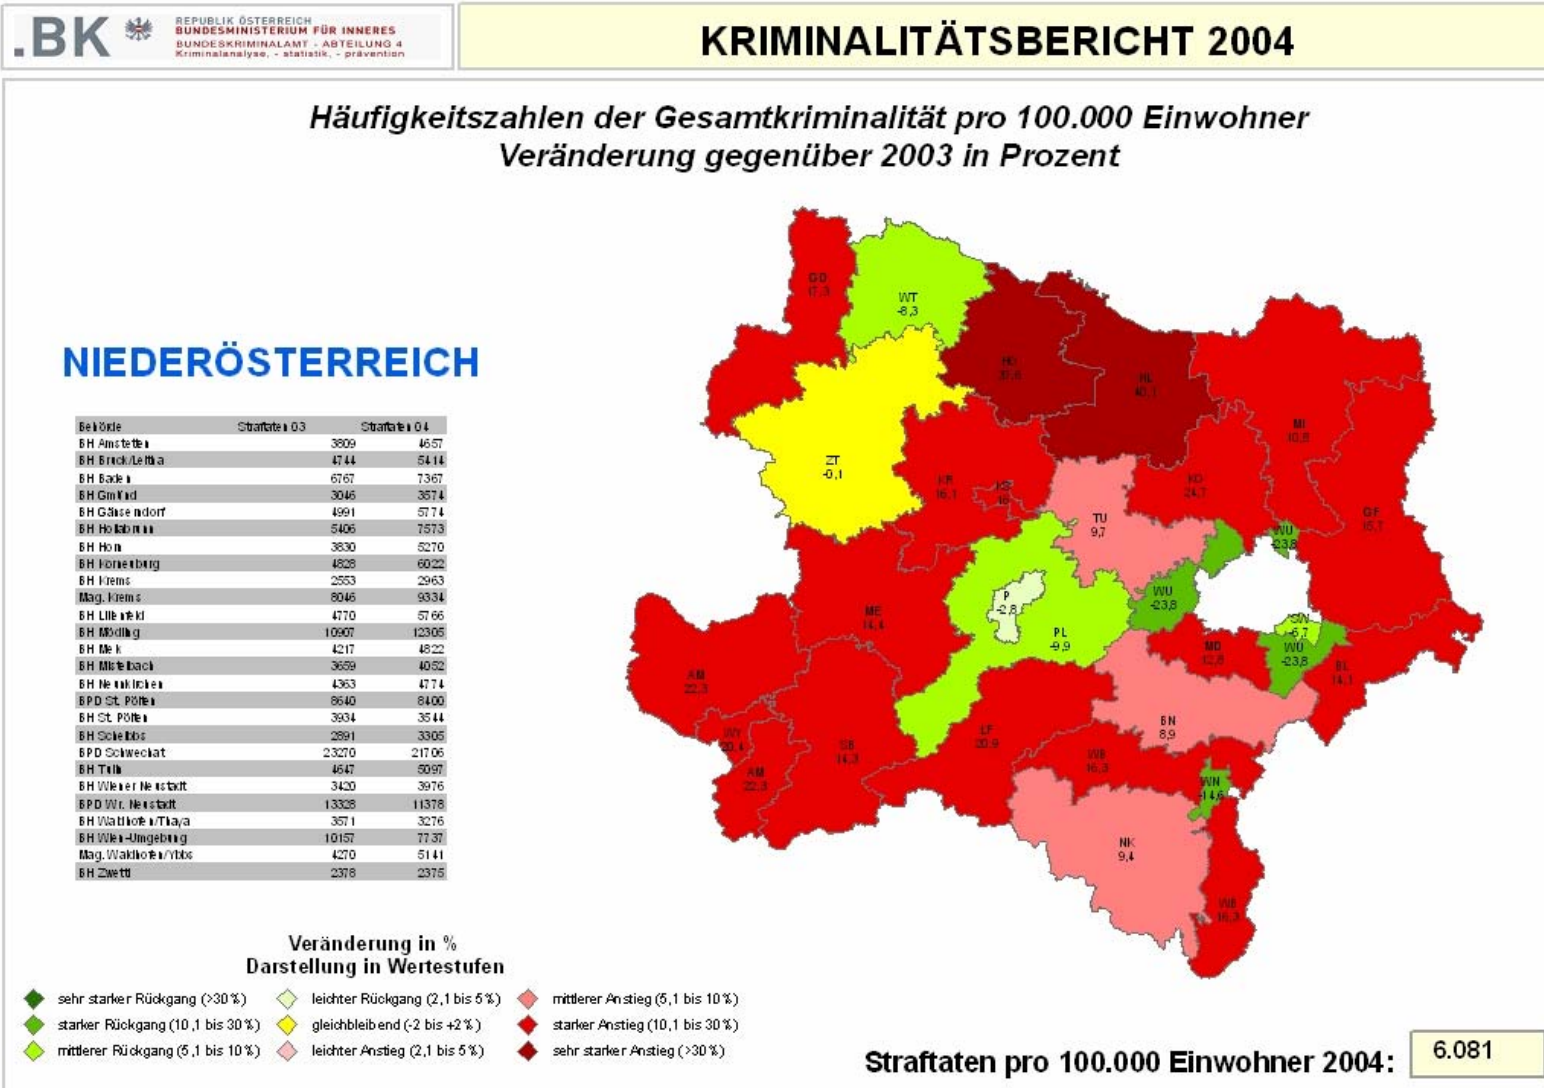 .BK
REPUBLIK ÖSTERREICH
BUNDESMINISTERIUM FÜR INNERES
BUNDESKRIMINALAMT - ABTEILUNG 4
Kriminalanalyse, - statistik, - prävention
KRIMINALITÄTSBERICHT 2004
Häufigkeitszahlen der Gesamtkriminalität pro 100.000 Einwohner
Veränderung gegenüber 2003 in Prozent
NIEDERÖSTERREICH
Behörde Straftaten 03 Straftaten 04
BH Amstetten 3809 4657
BH Bruck/Leitha 4744 5414
BH Baden 6767 7367
BH Gmünd 3046 3574
BH Gänserndorf 4991 5774
BH Hollabrunn 5406 7573
BH Horn 3830 5270
BH Korneuburg 4828 6022
BH Krems 2553 2963
Mag. Krems 8046 9334
BH Lilienfeld 4770 5766
BH Mödling 10907 12305
BH Melk 4217 4822
BH Mistelbach 3659 4052
BH Neunkirchen 4363 4774
BPD St. Pölten 8640 8400
BH St. Pölten 3934 3544
BH Scheibbs 2891 3305
BPD Schwechat 23270 21706
BH Tulln 4647 5097
BH Wiener Neustadt 3420 3976
BPD Wr. Neustadt 13328 11378
BH Waidhofen/Thaya 3571 3276
BH Wien-Umgebung 10157 7737
Mag. Waidhofen/Ybbs 4270 5141
BH Zwettl 2378 2375
GD
17,3
WT
-8,3
HO
37,6
HL
40,1
MI
10,8
ZT
-0,1
KR
16,1
KS
16
KO
24,7
GF
15,7
TU
9,7
WU
-23,8
WU
-23,8
P
-2,8
PL
-9,9
ME
14,4
SW
-6,7
MD
12,8
WU
-23,8
BL
14,1
AM
22,3
WY
20,4
AM
22,3
SB
14,3
LF
20,9
BN
8,9
WB
16,3
WN
-14,6
NK
9,4
WB
16,3
Veränderung in %
Darstellung in Wertestufen
sehr starker Rückgang (>30%)
starker Rückgang (10,1 bis 30%)
mittlerer Rückgang (5,1 bis 10%)
leichter Rückgang (2,1 bis 5%)
gleichbleibend (-2 bis +2%)
leichter Anstieg (2,1 bis 5%)
mittlerer Anstieg (5,1 bis 10%)
starker Anstieg (10,1 bis 30%)
sehr starker Anstieg (>30%)
Straftaten pro 100.000 Einwohner 2004: 6.081